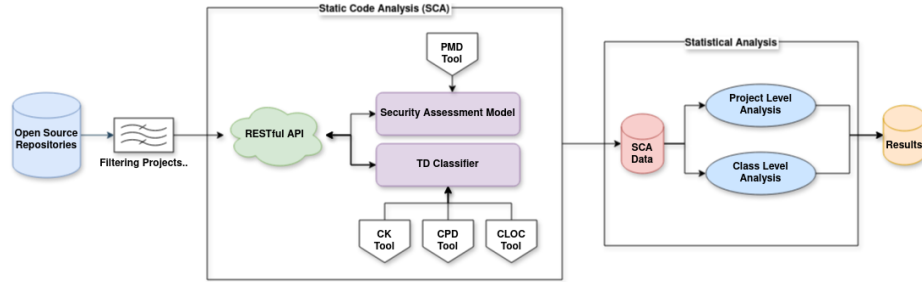 Static Code Analysis (SCA)
PMD
Tool
Statistical Analysis
Open Source
Repositories
Filtering Projects..
RESTful API
Security Assessment Model
TD Classifier
CK
Tool
CPD
Tool
CLOC
Tool
SCA
Data
Project Level
Analysis
Class Level
Analysis
Results